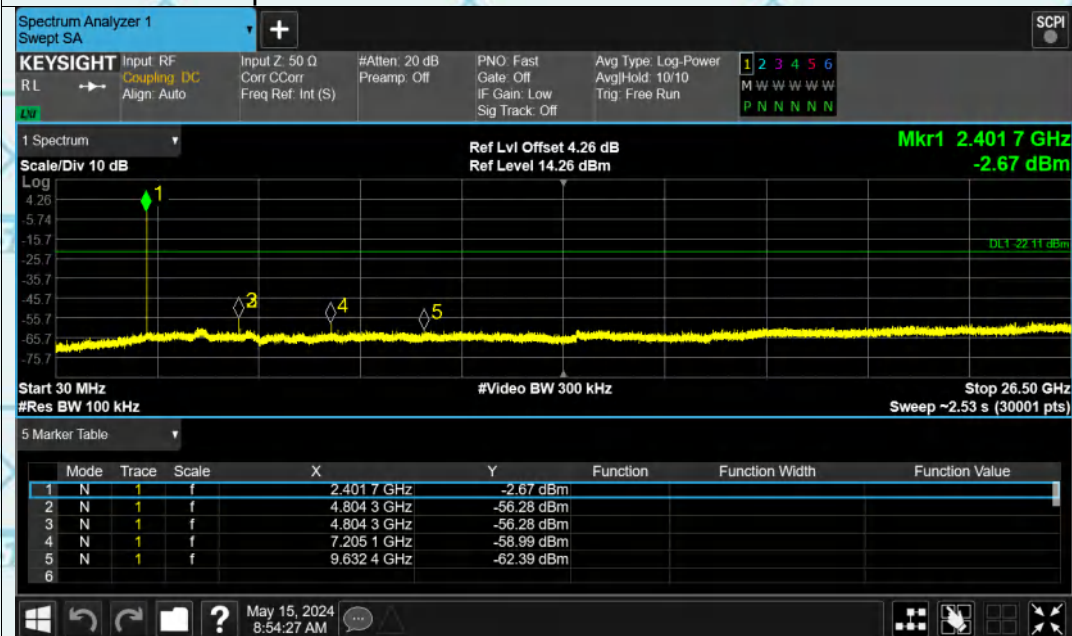 Spectrum Analyzer 1
Swept SA
+
SCPI
KEYSIGHT
RL
LXI
Input: RF
Coupling: DC
Align: Auto
Input Z: 50 Ω
Corr CCorr
Freq Ref: Int (S)
#Atten: 20 dB
Preamp: Off
PNO: Fast
Gate: Off
IF Gain: Low
Sig Track: Off
Avg Type: Log-Power
Avg|Hold: 10/10
Trig: Free Run
1 2 3 4 5 6
M W W W W W
P N N N N N
1 Spectrum
Scale/Div 10 dB
Ref Lvl Offset 4.26 dB
Ref Level 14.26 dBm
Mkr1 2.401 7 GHz
-2.67 dBm
Log
4.26
-5.74
-15.7
-25.7
-35.7
-45.7
-55.7
-65.7
-75.7
1
4
5
DL1 -22.11 dBm
Start 30 MHz
#Res BW 100 kHz
#Video BW 300 kHz
Stop 26.50 GHz
Sweep ~2.53 s (30001 pts)
5 Marker Table
Mode Trace Scale X Y Function Function Width Function Value
1 N 1 f 2.401 7 GHz -2.67 dBm
2 N 1 f 4.804 3 GHz -56.28 dBm
3 N 1 f 4.804 3 GHz -56.28 dBm
4 N 1 f 7.205 1 GHz -58.99 dBm
5 N 1 f 9.632 4 GHz -62.39 dBm
6
?
May 15, 2024
8:54:27 AM